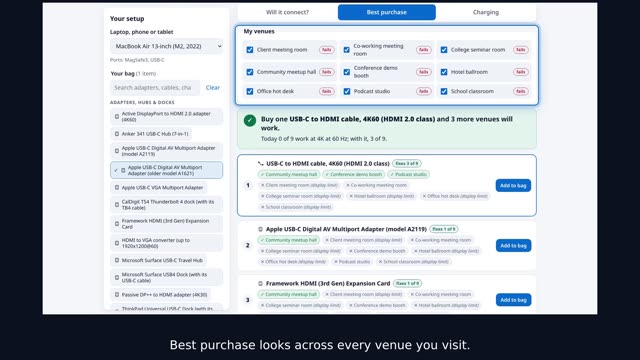 Your setup
Laptop, phone or tablet
MacBook Air 13-inch (M2, 2022)
Ports: MagSafe3, USB-C
Your bag (1 item)
Search adapters, cables, cha
Clear
ADAPTERS, HUBS & DOCKS
Active DisplayPort to HDMI 2.0 adapter
(4K60)
Anker 341 USB-C Hub (7-in-1)
Apple USB-C Digital AV Multiport Adapter
(model A2119)
✓ Apple USB-C Digital AV Multiport
Adapter (older model A1621)
Apple USB-C VGA Multiport Adapter
CalDigit TS4 Thunderbolt 4 dock (with its
TB4 cable)
Framework HDMI (3rd Gen) Expansion
Card
HDMI to VGA converter (up to
1920x1200@60)
Microsoft Surface USB-C Travel Hub
Microsoft Surface USB4 Dock (with its
USB-C cable)
Passive DP++ to HDMI adapter (4K30)
ThinkPad Universal USB-C Dock (with its
Will it connect?
Best purchase
Charging
My venues
Client meeting room fails
Co-working meeting
room fails
College seminar room fails
Community meetup hall fails
Conference demo
booth fails
Hotel ballroom fails
Office hot desk fails
Podcast studio fails
School classroom fails
✓ Buy one USB-C to HDMI cable, 4K60 (HDMI 2.0 class) and 3 more venues will
work.
Today 0 of 9 work at 4K at 60 Hz; with it, 3 of 9.
1
USB-C to HDMI cable, 4K60 (HDMI 2.0 class) fixes 3 of 9
✓ Community meetup hall ✓ Conference demo booth ✓ Podcast studio
✕ Client meeting room (display limit) ✕ Co-working meeting room
✕ College seminar room (display limit) ✕ Hotel ballroom (display limit) ✕ Office hot desk (display limit)
✕ School classroom (display limit)
Add to bag
2
Apple USB-C Digital AV Multiport Adapter (model A2119) fixes 1 of 9
✓ Community meetup hall ✕ Client meeting room (display limit) ✕ Co-working meeting room
✕ College seminar room (display limit) ✕ Conference demo booth ✕ Hotel ballroom (display limit)
✕ Office hot desk (display limit) ✕ Podcast studio ✕ School classroom (display limit)
Add to bag
3
Framework HDMI (3rd Gen) Expansion Card fixes 1 of 9
✓ Community meetup hall ✕ Client meeting room (display limit) ✕ Co-working meeting room
✕ College seminar room (display limit) ✕ Conference demo booth ✕ Hotel ballroom (display limit)
Add to bag
Best purchase looks across every venue you visit.